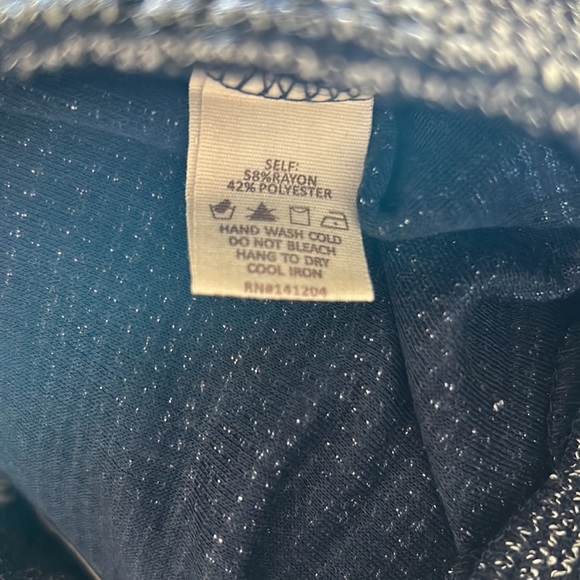 SELF:
58%RAYON
42%POLYESTER
HAND WASH COLD
DO NOT BLEACH
HANG TO DRY
COOL IRON
RN#141204